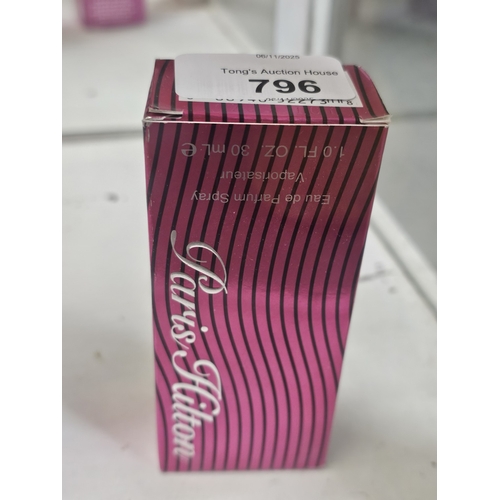 06/11/2025
Tong's Auction House
796
Eau de Parfum Spray
Vaporisateur
1.0 FL. OZ. 30 mL ℮
Paris Hilton